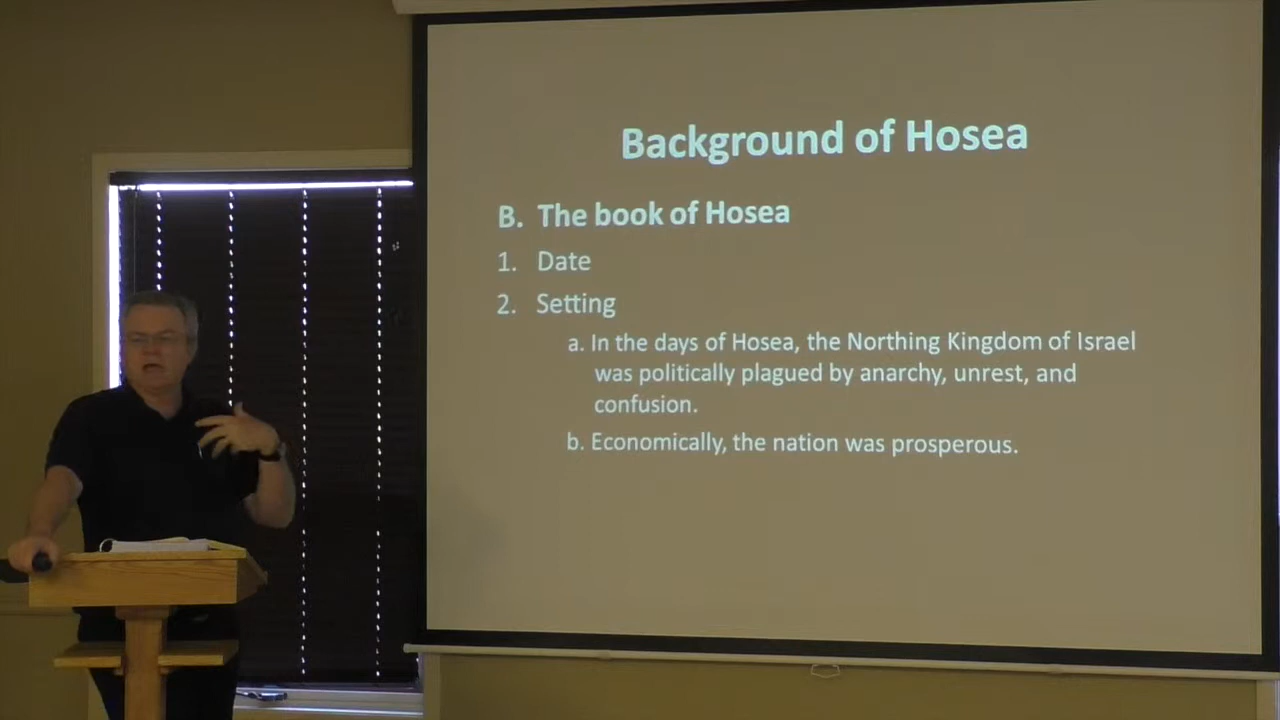 Background of Hosea
B. The book of Hosea
1. Date
2. Setting
a. In the days of Hosea, the Northing Kingdom of Israel
was politically plagued by anarchy, unrest, and
confusion.
b. Economically, the nation was prosperous.